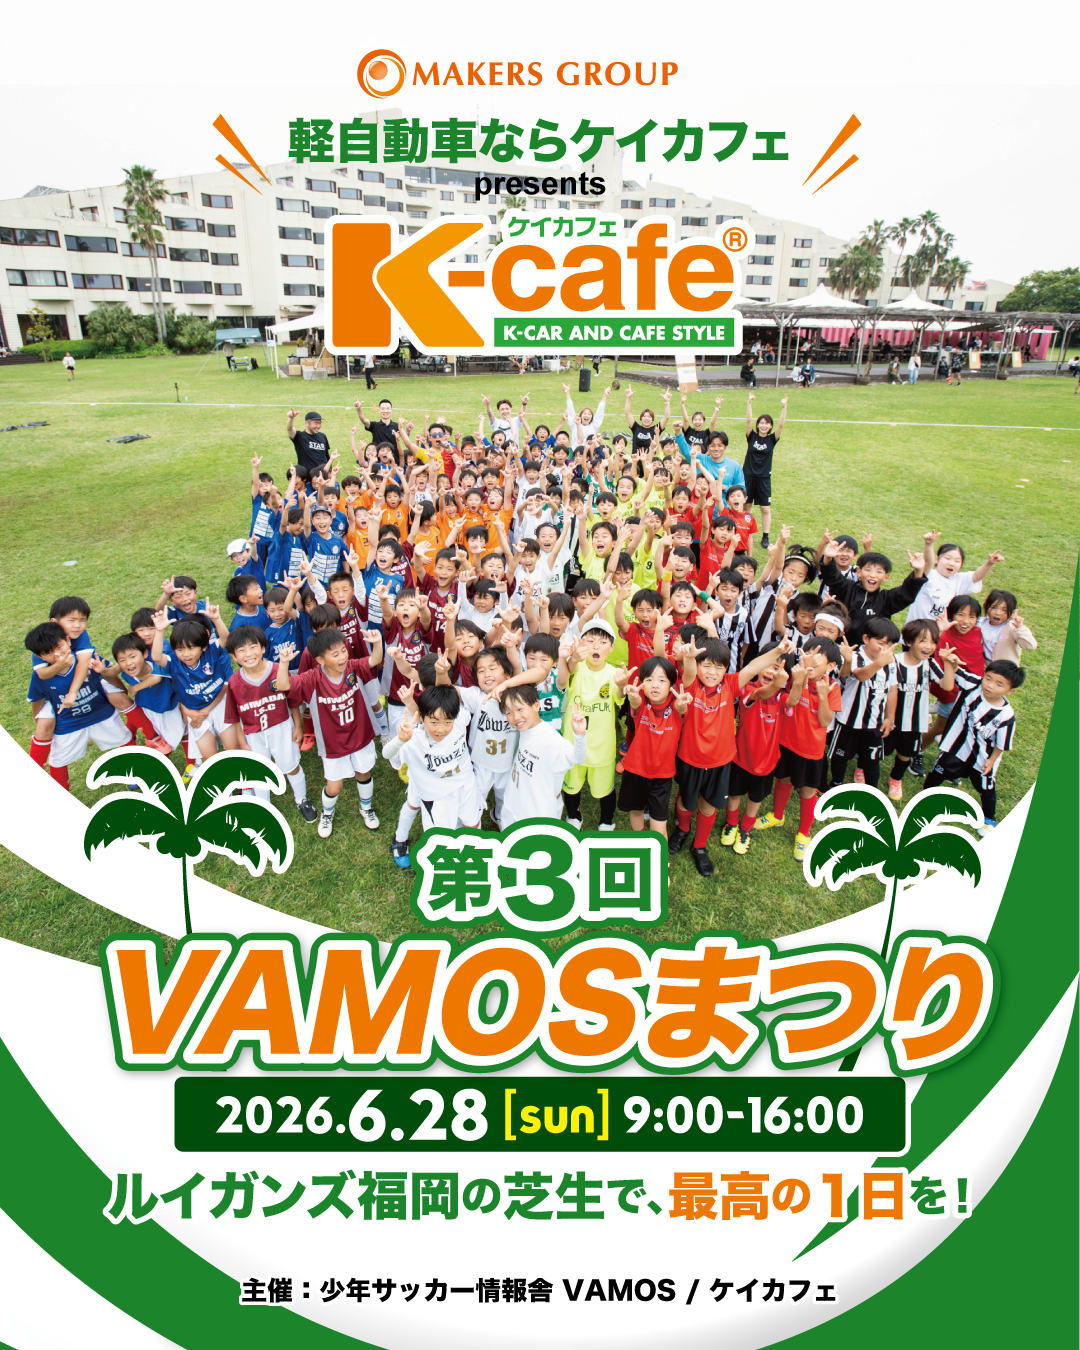 MAKERS GROUP
軽自動車ならケイカフェ
presents
ケイカフェ
K-cafe®
K-CAR AND CAFE STYLE
第3回
VAMOSまつり
2026.6.28 [sun] 9:00-16:00
ルイガンズ福岡の芝生で、最高の1日を!
主催：少年サッカー情報舎 VAMOS / ケイカフェ